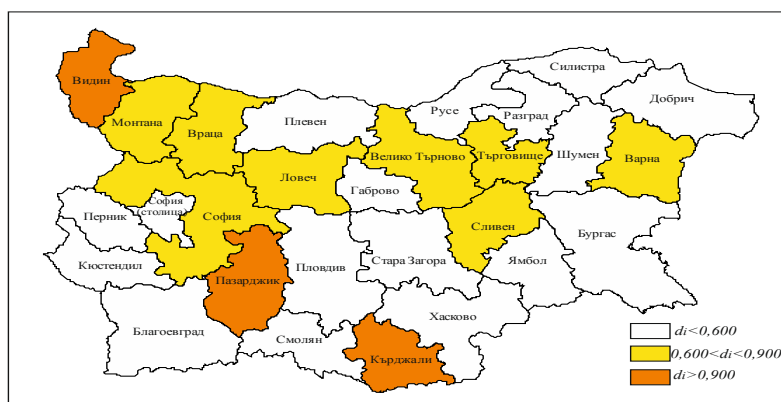 Силистра
Видин
Добрич
Русе
Разград
Монтана
Плевен
Враца
Велико Търново
Търговище
Шумен
Варна
Ловеч
Габрово
София
(столица)
Перник
София
Сливен
Бургас
Кюстендил
Пазарджик
Пловдив
Стара Загора
Ямбол
Благоевград
Смолян
Хасково
Кърджали
di<0,600
0,600<di<0,900
di>0,900